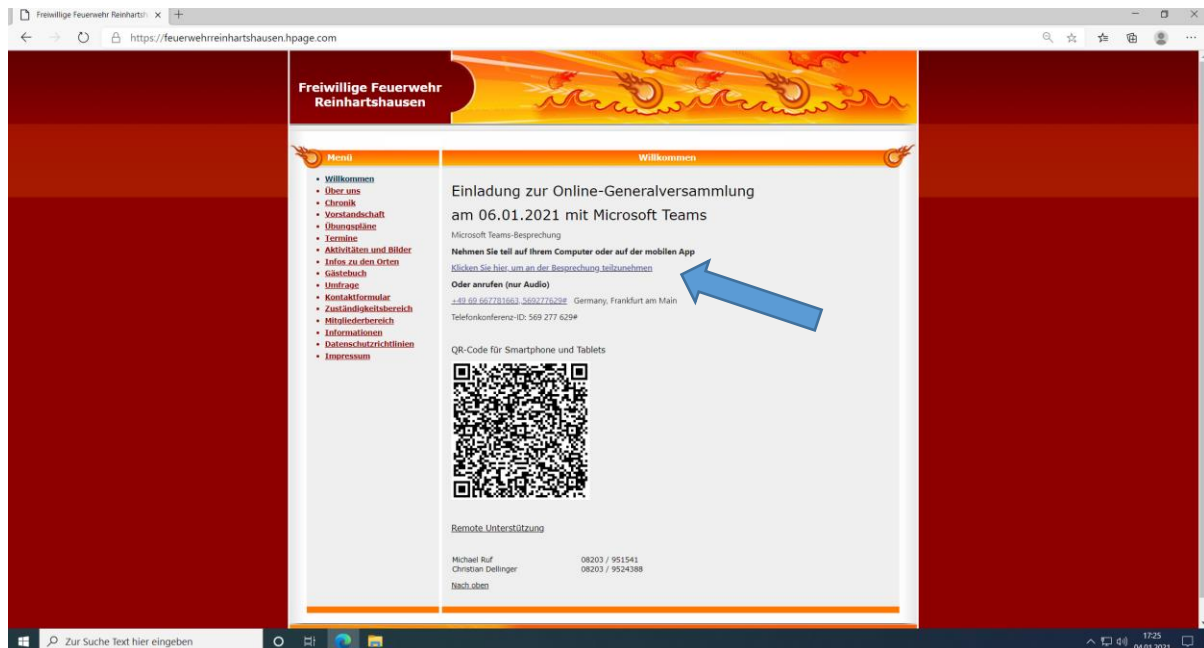 Freiwillige Feuerwehr Reinhartsh
https://feuerwehrreinhartshausen.hpage.com
Freiwillige Feuerwehr
Reinhartshausen
Menü
Willkommen
Willkommen
Über uns
Chronik
Vorstandschaft
Übungspläne
Termine
Aktivitäten und Bilder
Infos zu den Orten
Gästebuch
Umfrage
Kontaktformular
Zuständigkeitsbereich
Mitgliederbereich
Informationen
Datenschutzrichtlinien
Impressum
Einladung zur Online-Generalversammlung
am 06.01.2021 mit Microsoft Teams
Microsoft Teams-Besprechung
Nehmen Sie teil auf Ihrem Computer oder auf der mobilen App
Klicken Sie hier, um an der Besprechung teilzunehmen
Oder anrufen (nur Audio)
+49 69 667781663,,569277629# Germany, Frankfurt am Main
Telefonkonferenz-ID: 569 277 629#
QR-Code für Smartphone und Tablets
Remote Unterstützung
Michael Ruf 08203 / 951541
Christian Dellinger 08203 / 9524388
Nach oben
Zur Suche Text hier eingeben
17:25
04.01.2021